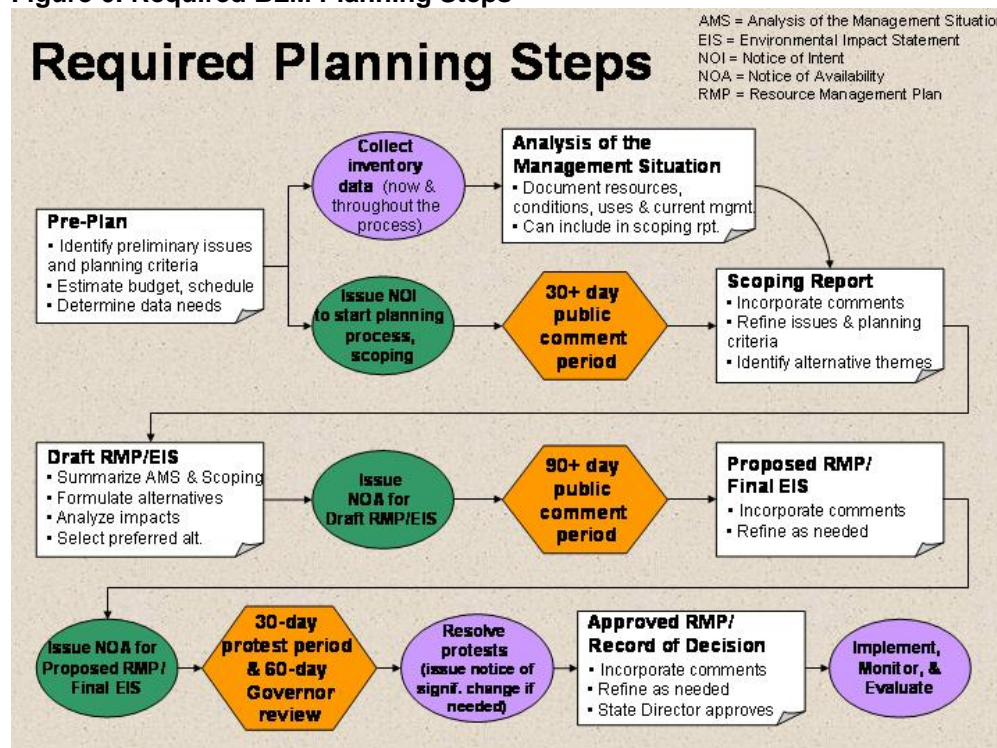 Figure 6. Required BLM Planning Steps
Required Planning Steps
AMS = Analysis of the Management Situatio
EIS = Environmental Impact Statement
NOI = Notice of Intent
NOA = Notice of Availability
RMP = Resource Management Plan
Collect
inventory
data (now &
throughout the
process)
Analysis of the
Management Situation
▪ Document resources,
conditions, uses & current mgmt.
▪ Can include in scoping rpt.
Pre-Plan
▪ Identify preliminary issues
and planning criteria
▪ Estimate budget, schedule
▪ Determine data needs
Issue NOI
to start planning
process,
scoping
30+ day
public
comment
period
Scoping Report
▪ Incorporate comments
▪ Refine issues & planning
criteria
▪ Identify alternative themes
Draft RMP/EIS
▪ Summarize AMS & Scoping
▪ Formulate alternatives
▪ Analyze impacts
▪ Select preferred alt.
Issue
NOA for
Draft RMP/EIS
90+ day
public
comment
period
Proposed RMP/
Final EIS
▪ Incorporate comments
▪ Refine as needed
Issue NOA for
Proposed RMP/
Final EIS
30-day
protest period
& 60-day
Governor
review
Resolve
protests
(issue notice of
signif. change if
needed)
Approved RMP/
Record of Decision
▪ Incorporate comments
▪ Refine as needed
▪ State Director approves
Implement,
Monitor, &
Evaluate